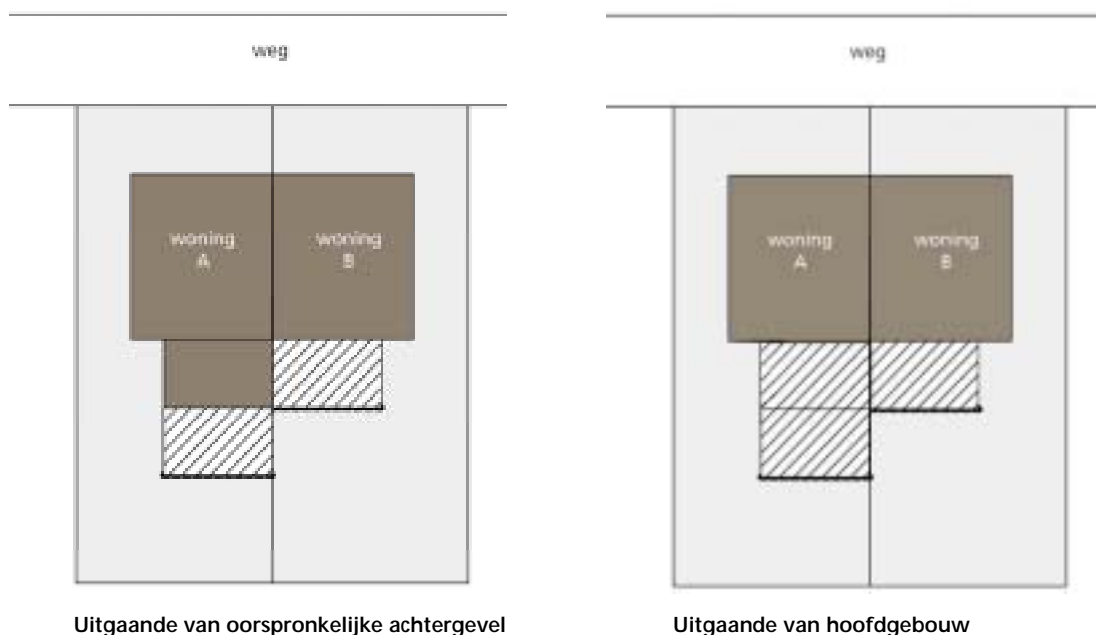 weg
woning
A
woning
B
Uitgaande van oorspronkelijke achtergevel
weg
woning
A
woning
B
Uitgaande van hoofdgebouw